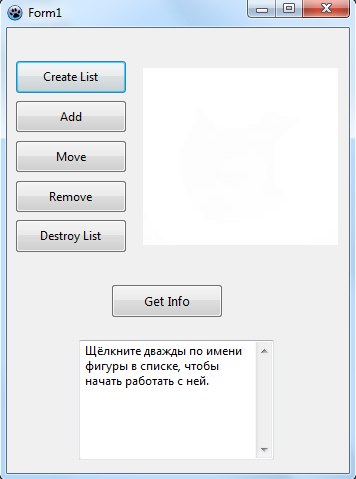 Form1
Create List
Add
Move
Remove
Destroy List
Get Info
Щёлкните дважды по имени
фигуры в списке, чтобы
начать работать с ней.